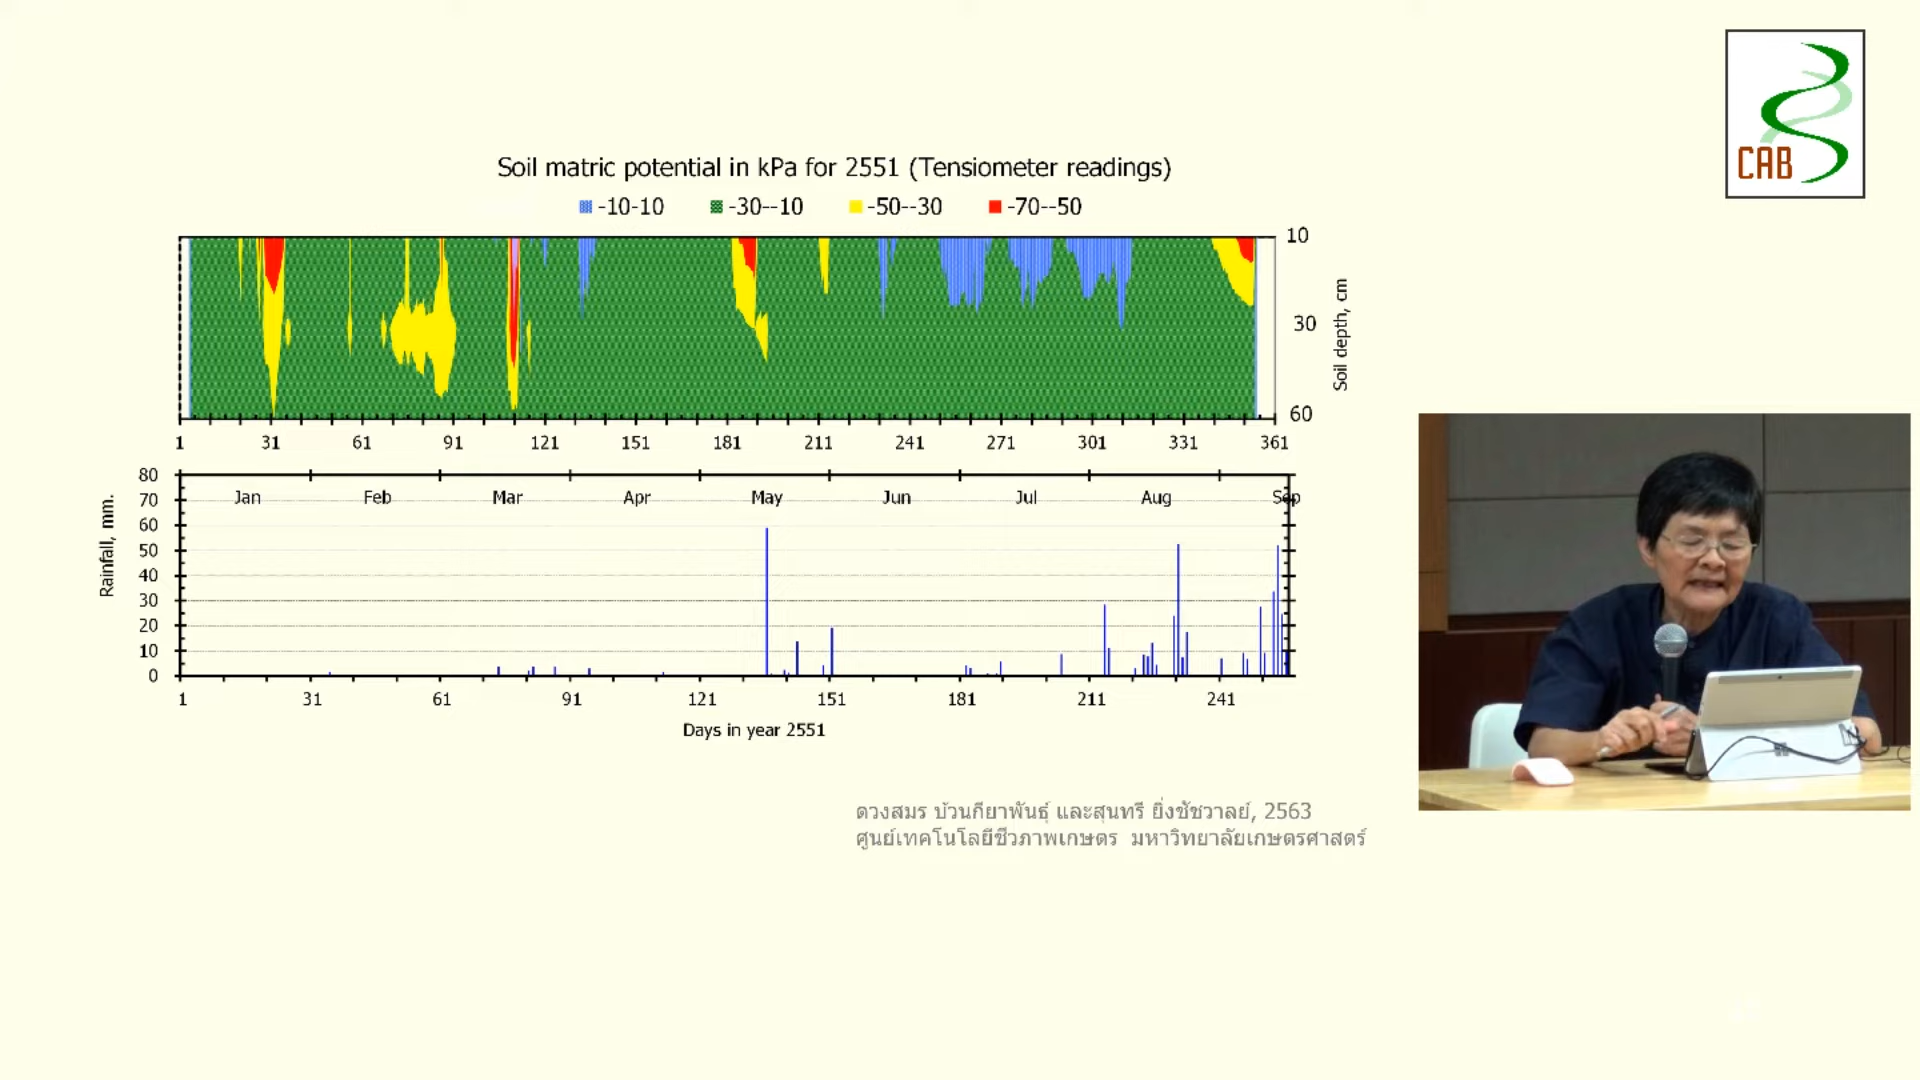 CAB
Soil matric potential in kPa for 2551 (Tensiometer readings)
-10-10 -30--10 -50--30 -70--50
10
30
60
Soil depth, cm
1 31 61 91 121 151 181 211 241 271 301 331 361
80
70
60
50
40
30
20
10
0
Rainfall, mm.
Jan Feb Mar Apr May Jun Jul Aug Sep
1 31 61 91 121 151 181 211 241
Days in year 2551
ดวงสมร บ้วนกียาพันธุ์ และสุนทรี ยิ่งชัชวาลย์, 2563
ศูนย์เทคโนโลยีชีวภาพเกษตร มหาวิทยาลัยเกษตรศาสตร์